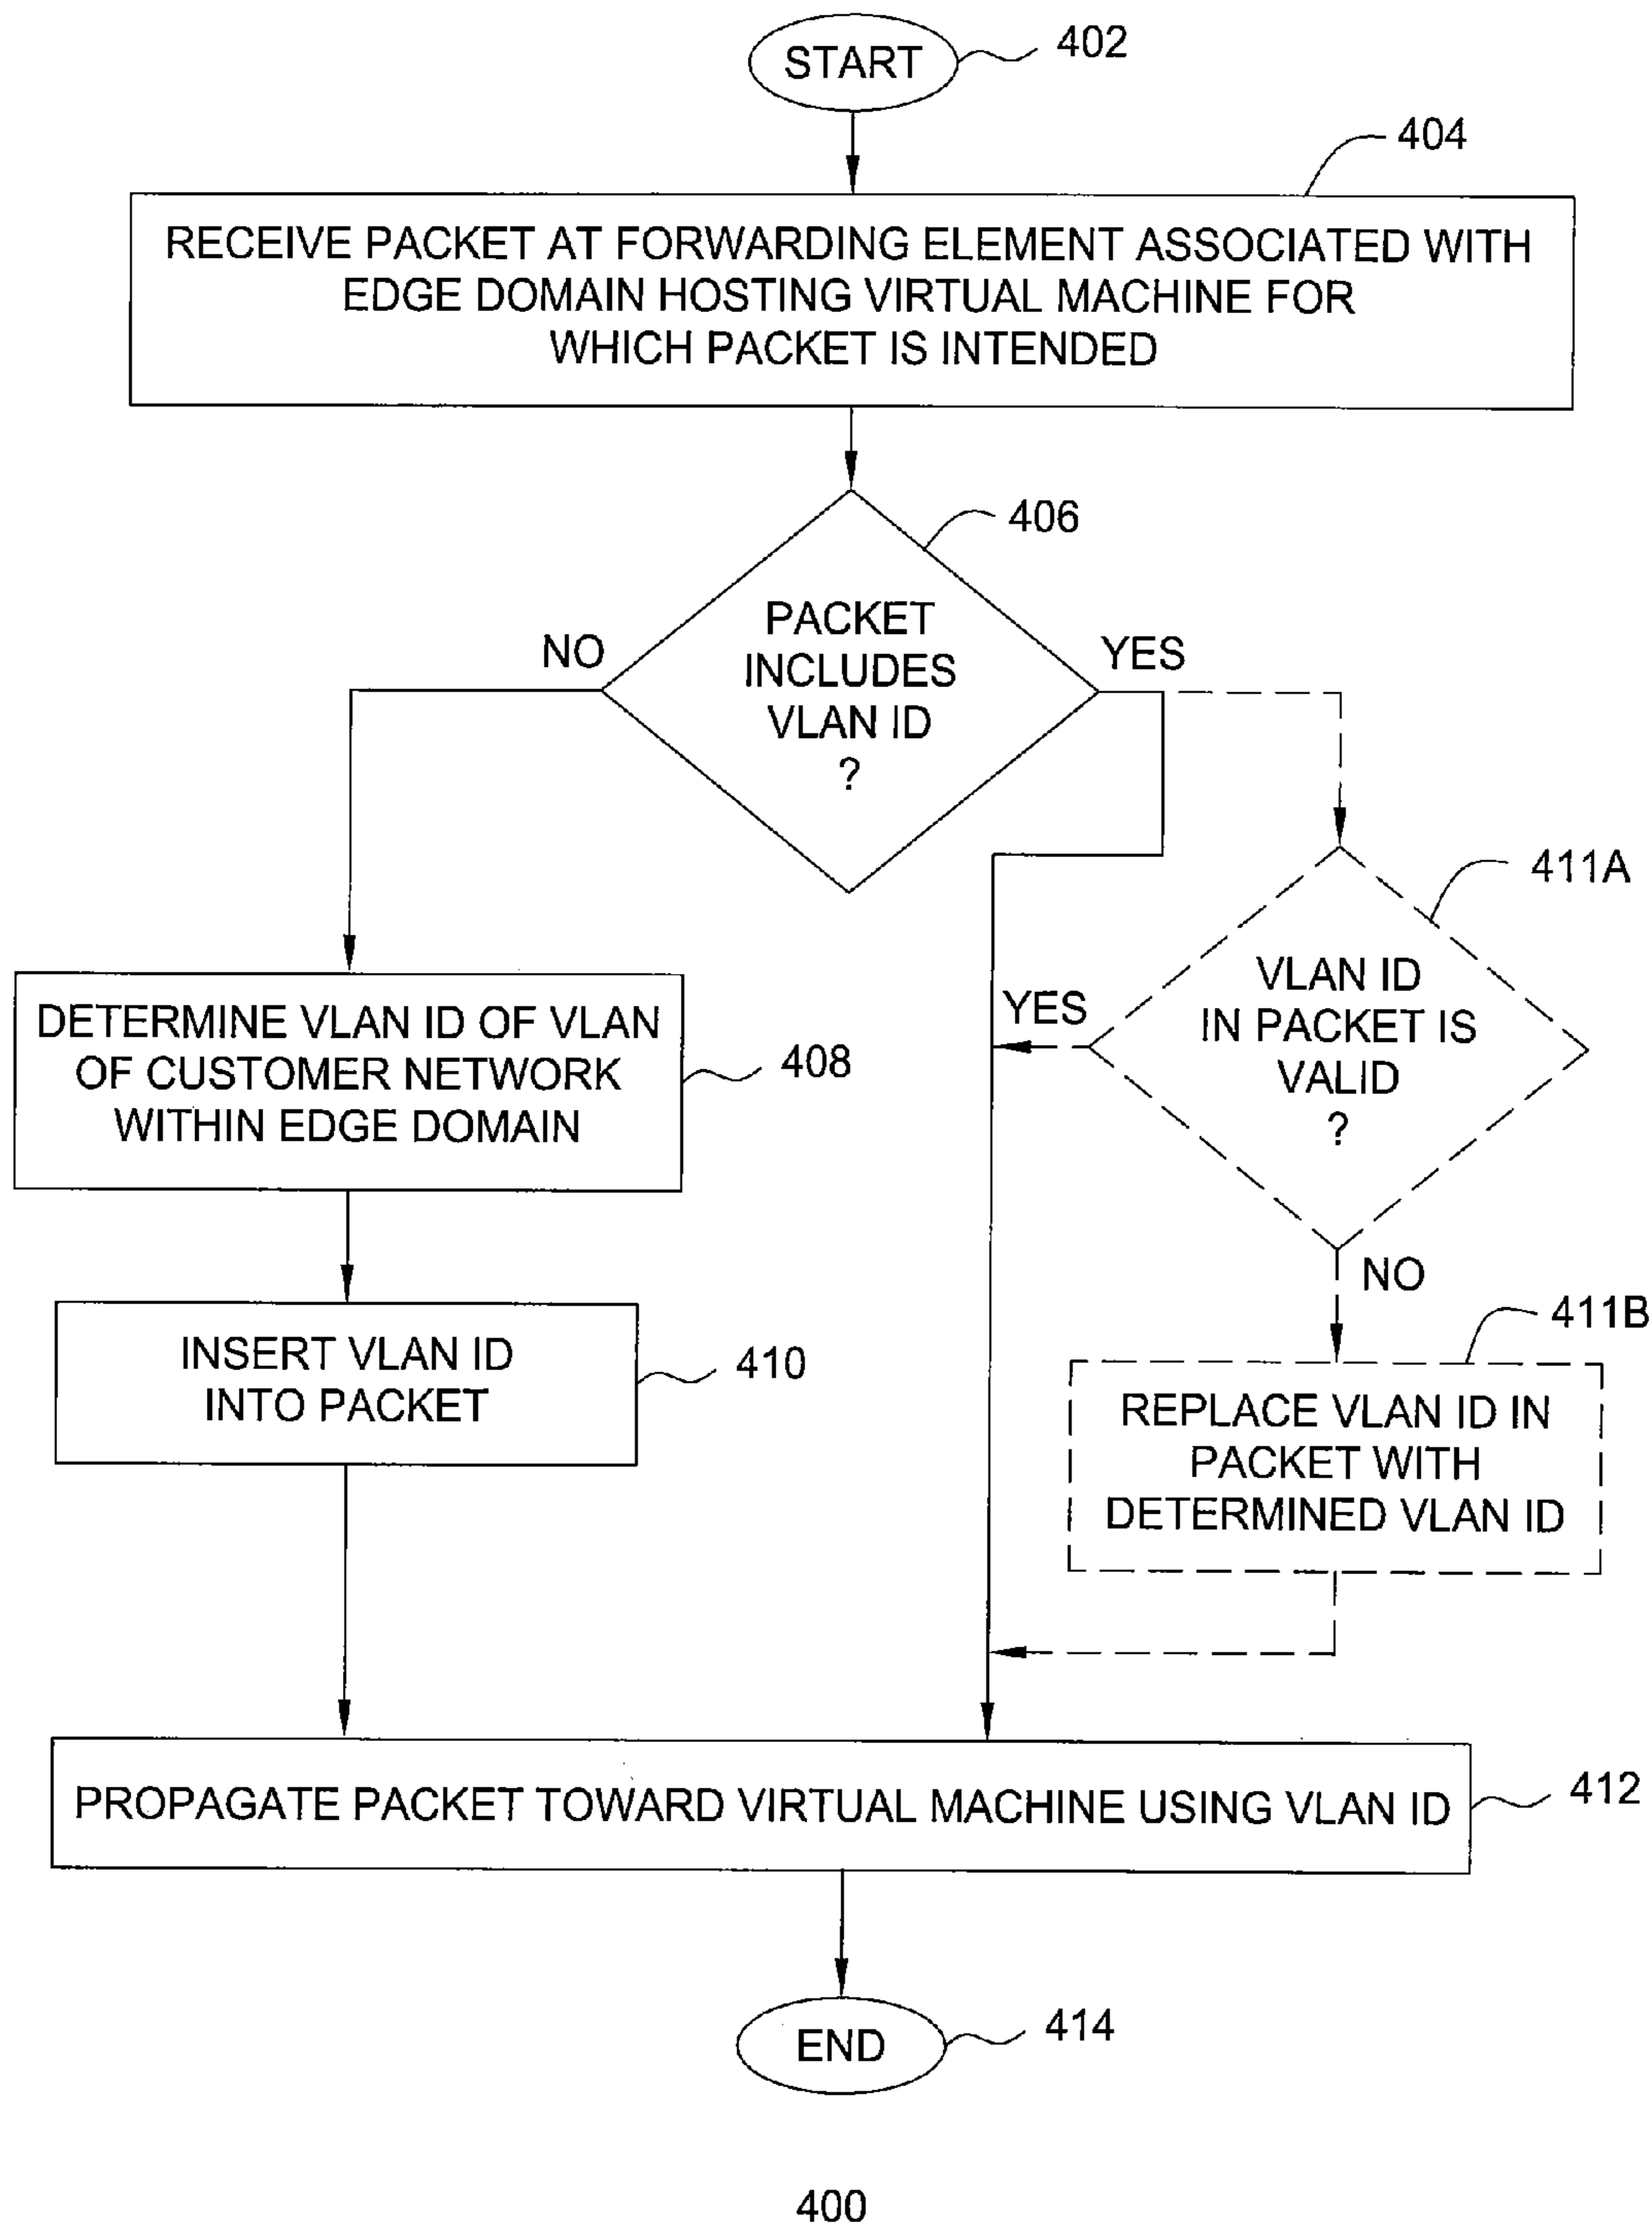 START
402
404
RECEIVE PACKET AT FORWARDING ELEMENT ASSOCIATED WITH
EDGE DOMAIN HOSTING VIRTUAL MACHINE FOR
WHICH PACKET IS INTENDED
406
PACKET
INCLUDES
VLAN ID
?
NO
YES
411A
VLAN ID
IN PACKET IS
VALID
?
YES
NO
DETERMINE VLAN ID OF VLAN
OF CUSTOMER NETWORK
WITHIN EDGE DOMAIN
408
INSERT VLAN ID
INTO PACKET
410
411B
REPLACE VLAN ID IN
PACKET WITH
DETERMINED VLAN ID
PROPAGATE PACKET TOWARD VIRTUAL MACHINE USING VLAN ID
412
END
414
400